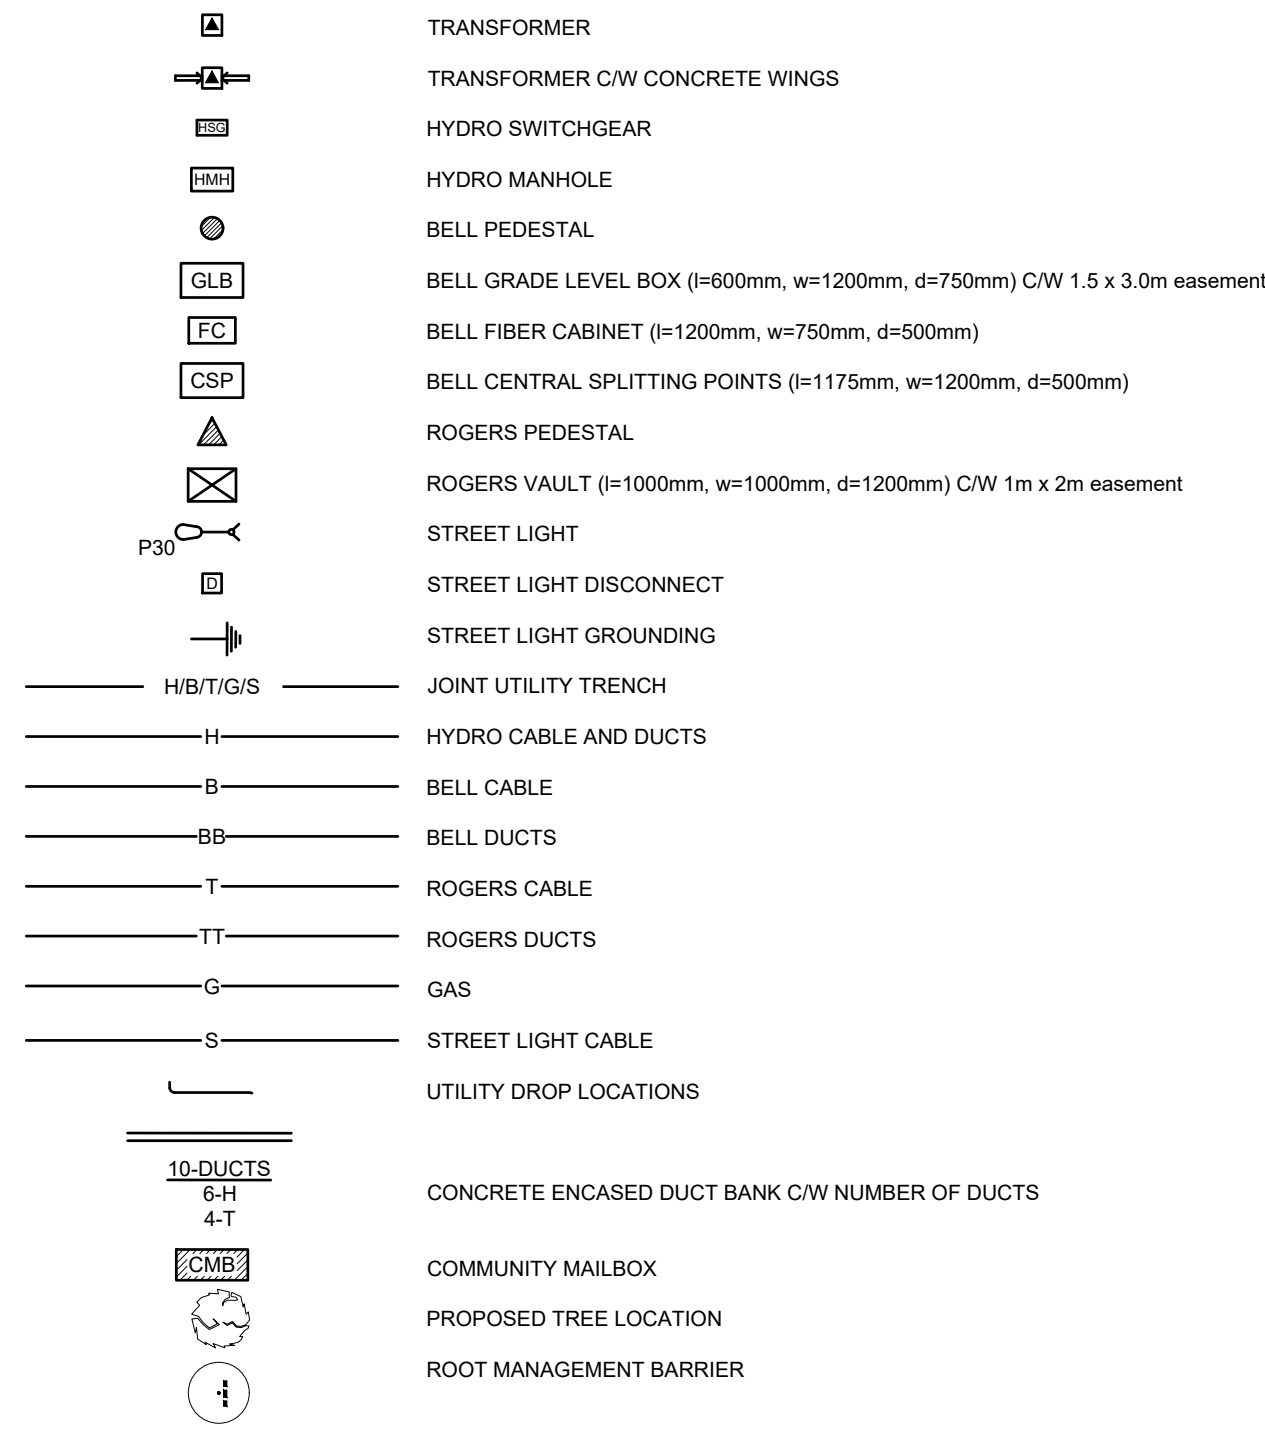 TRANSFORMER
TRANSFORMER C/W CONCRETE WINGS
HSG HYDRO SWITCHGEAR
HMH HYDRO MANHOLE
BELL PEDESTAL
GLB BELL GRADE LEVEL BOX (l=600mm, w=1200mm, d=750mm) C/W 1.5 x 3.0m easement
FC BELL FIBER CABINET (l=1200mm, w=750mm, d=500mm)
CSP BELL CENTRAL SPLITTING POINTS (l=1175mm, w=1200mm, d=500mm)
ROGERS PEDESTAL
ROGERS VAULT (l=1000mm, w=1000mm, d=1200mm) C/W 1m x 2m easement
P30 STREET LIGHT
D STREET LIGHT DISCONNECT
STREET LIGHT GROUNDING
H/B/T/G/S JOINT UTILITY TRENCH
H HYDRO CABLE AND DUCTS
B BELL CABLE
BB BELL DUCTS
T ROGERS CABLE
TT ROGERS DUCTS
G GAS
S STREET LIGHT CABLE
UTILITY DROP LOCATIONS
10-DUCTS
6-H CONCRETE ENCASED DUCT BANK C/W NUMBER OF DUCTS
4-T
CMB COMMUNITY MAILBOX
PROPOSED TREE LOCATION
ROOT MANAGEMENT BARRIER